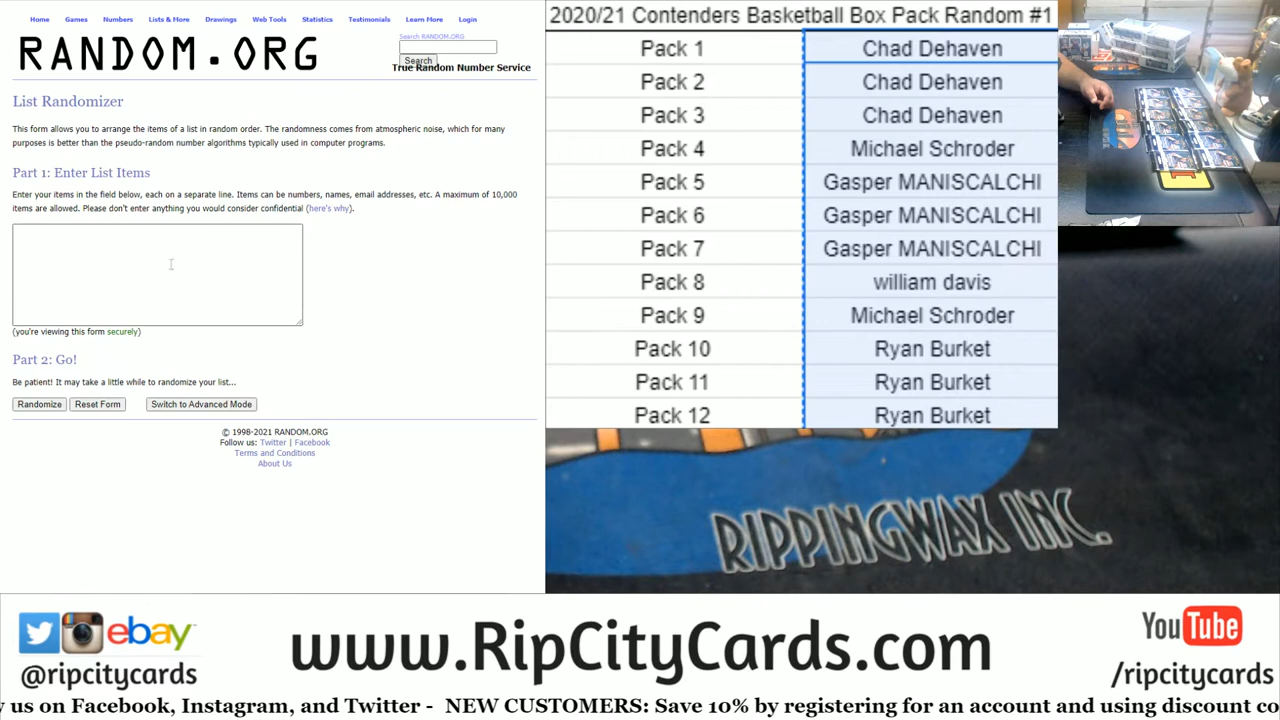 Home Games Numbers Lists & More Drawings Web Tools Statistics Testimonials Learn More Login
RANDOM.ORG
Search RANDOM.ORG
Search
True Random Number Service
List Randomizer
This form allows you to arrange the items of a list in random order. The randomness comes from atmospheric noise, which for many
purposes is better than the pseudo-random number algorithms typically used in computer programs.
Part 1: Enter List Items
Enter your items in the field below, each on a separate line. Items can be numbers, names, email addresses, etc. A maximum of 10,000
items are allowed. Please don't enter anything you would consider confidential (here's why).
(you're viewing this form securely)
Part 2: Go!
Be patient! It may take a little while to randomize your list...
Randomize Reset Form Switch to Advanced Mode
© 1998-2021 RANDOM.ORG
Follow us: Twitter | Facebook
Terms and Conditions
About Us
2020/21 Contenders Basketball Box Pack Random #1
Pack 1 Chad Dehaven
Pack 2 Chad Dehaven
Pack 3 Chad Dehaven
Pack 4 Michael Schroder
Pack 5 Gasper MANISCALCHI
Pack 6 Gasper MANISCALCHI
Pack 7 Gasper MANISCALCHI
Pack 8 william davis
Pack 9 Michael Schroder
Pack 10 Ryan Burket
Pack 11 Ryan Burket
Pack 12 Ryan Burket
RIPPINGWAX INC.
ebay
@ripcitycards
www.RipCityCards.com
YouTube
/ripcitycards
y us on Facebook, Instagram, and Twitter - NEW CUSTOMERS: Save 10% by registering for an account and using discount co